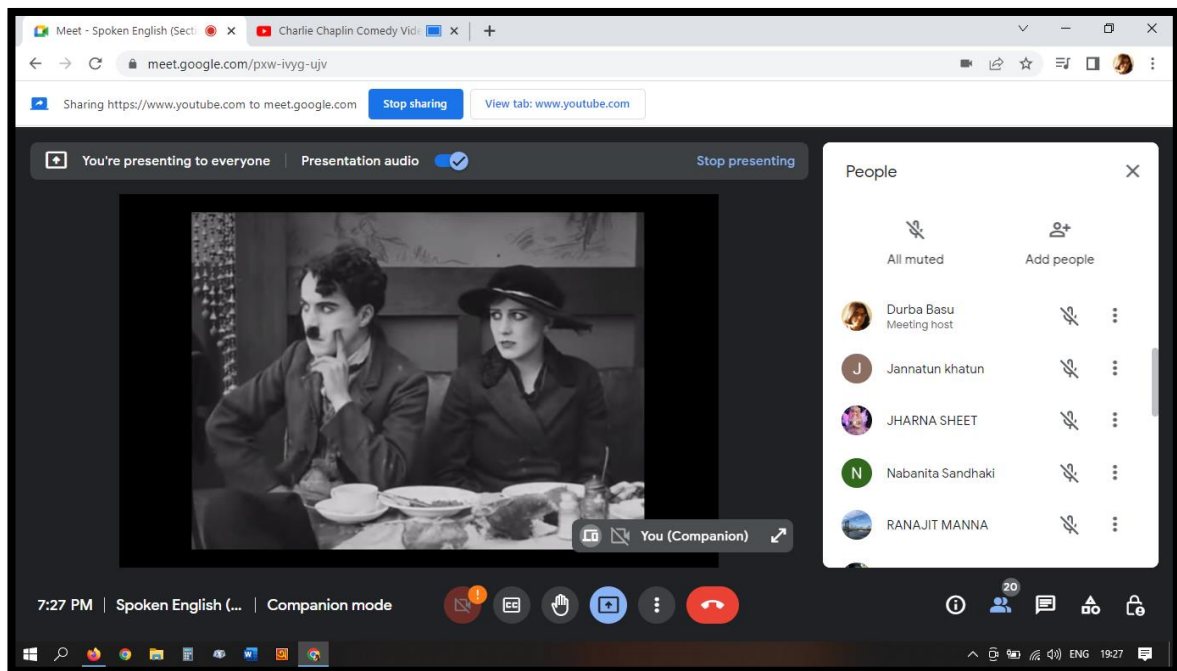 Meet - Spoken English (Secti
Charlie Chaplin Comedy Vide
meet.google.com/pxw-ivyg-ujv
Sharing https://www.youtube.com to meet.google.com
Stop sharing
View tab: www.youtube.com
You're presenting to everyone
Presentation audio
Stop presenting
People
All muted
Add people
Durba Basu
Meeting host
J
Jannatun khatun
JHARNA SHEET
N
Nabanita Sandhaki
RANAJIT MANNA
You (Companion)
7:27 PM | Spoken English (... | Companion mode
CC
20
ENG
19:27